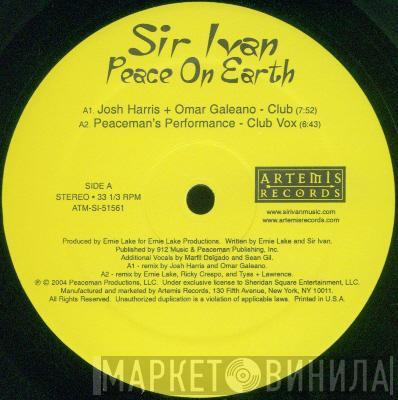 Sir Ivan
Peace On Earth
A1. Josh Harris + Omar Galeano - Club (7:52)
A2. Peaceman's Performance - Club Vox (6:43)
SIDE A
STEREO • 33 1/3 RPM
ATM-SI-51561
ARTEMIS
RECORDS
www.sirivanmusic.com
www.artemisrecords.com
Produced by Ernie Lake for Ernie Lake Productions. Written by Ernie Lake and Sir Ivan.
Published by 912 Music & Peaceman Publishing, Inc.
Additional Vocals by Marfil Delgado and Sean Gil.
A1 - remix by Josh Harris and Omar Galeano.
A2 - remix by Ernie Lake, Ricky Crespo, and Tyas + Lawrence.
℗ © 2004 Peaceman Productions, LLC. Under exclusive license to Sheridan Square Entertainment, LLC.
Manufactured and marketed by Artemis Records, 130 Fifth Avenue, New York, NY 10011.
All Rights Reserved. Unauthorized duplication is a violation of applicable laws. Printed in U.S.A.
МАРКЕТ ВИНИЛА